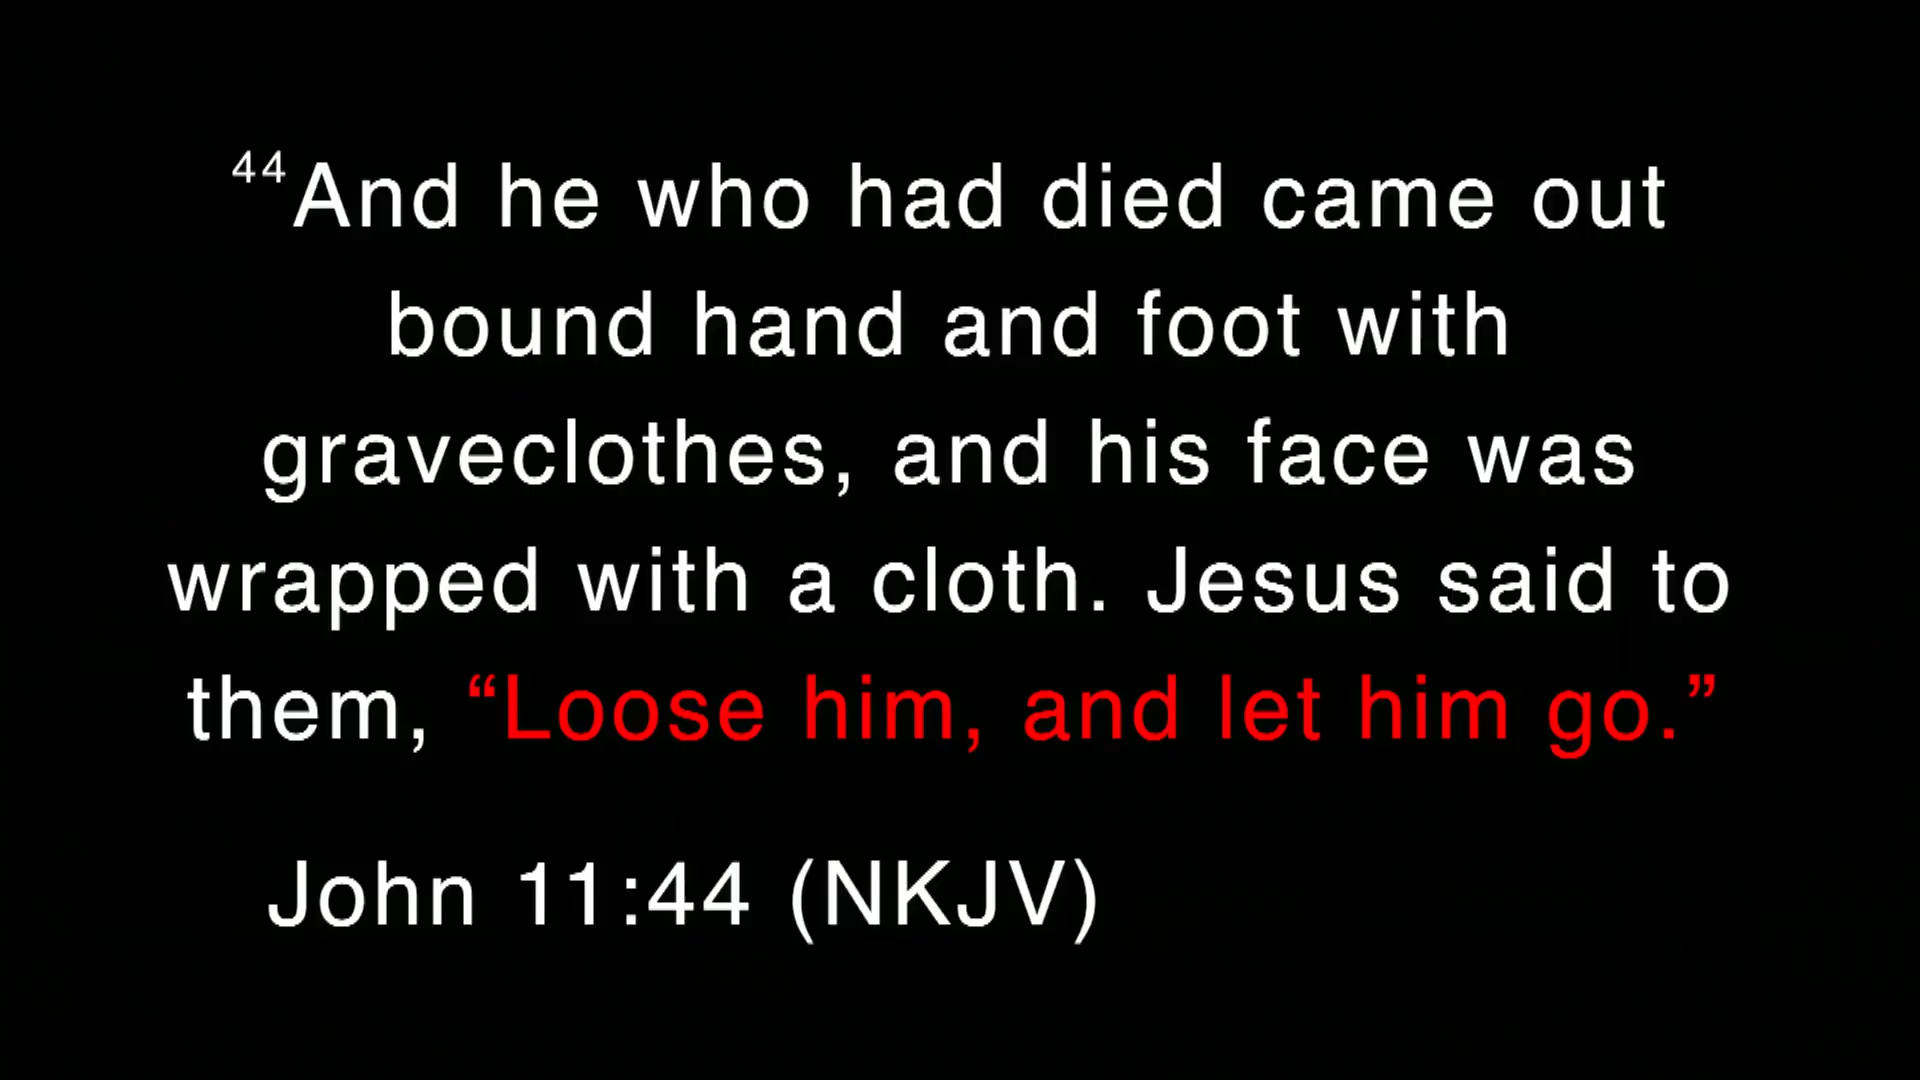 44And he who had died came out
bound hand and foot with
graveclothes, and his face was
wrapped with a cloth. Jesus said to
them, “Loose him, and let him go.”
John 11:44 (NKJV)